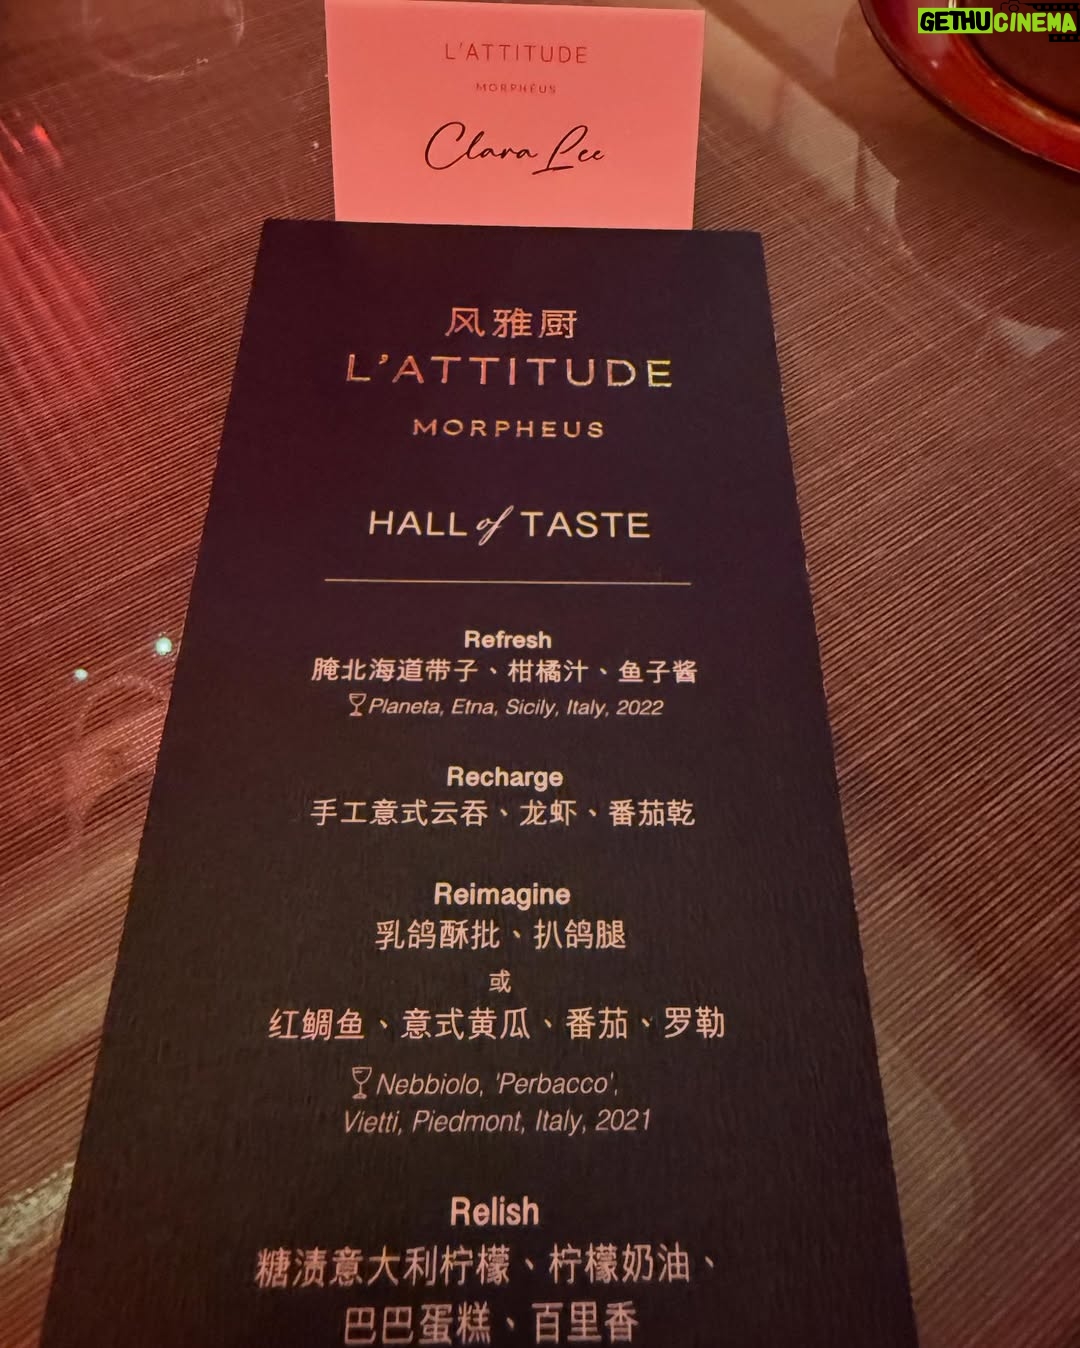 GETHUCINEMA
L'ATTITUDE
MORPHEUS
Clara Lee
风雅厨
L'ATTITUDE
MORPHEUS
HALL of TASTE
Refresh
腌北海道带子、柑橘汁、鱼子酱
Planeta, Etna, Sicily, Italy, 2022
Recharge
手工意式云吞、龙虾、番茄乾
Reimagine
乳鸽酥批、扒鸽腿
或
红鲷鱼、意式黄瓜、番茄、罗勒
Nebbiolo, 'Perbacco',
Vietti, Piedmont, Italy, 2021
Relish
糖渍意大利柠檬、柠檬奶油、
巴巴蛋糕、百里香